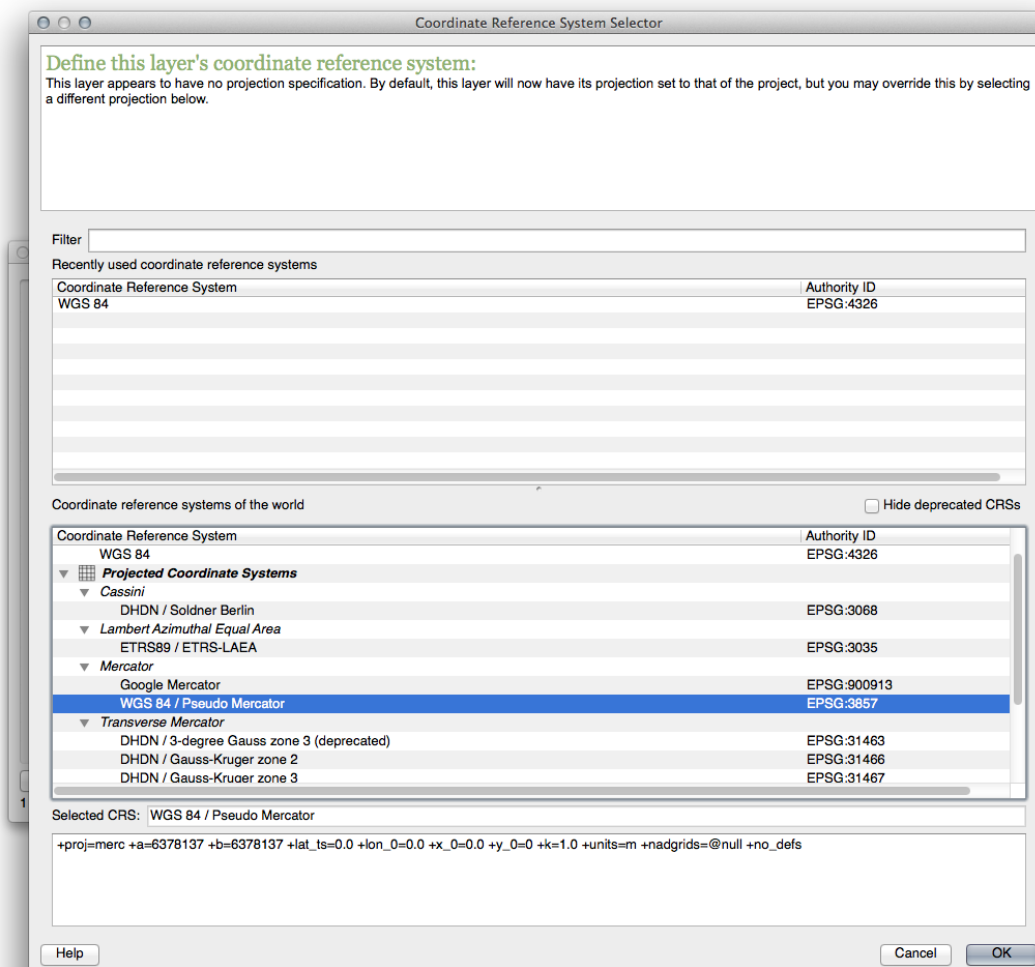 Coordinate Reference System Selector
Define this layer's coordinate reference system:
This layer appears to have no projection specification. By default, this layer will now have its projection set to that of the project, but you may override this by selecting
a different projection below.
Filter
Recently used coordinate reference systems
Coordinate Reference System Authority ID
WGS 84 EPSG:4326
Coordinate reference systems of the world Hide deprecated CRSs
Coordinate Reference System Authority ID
WGS 84 EPSG:4326
Projected Coordinate Systems
Cassini
DHDN / Soldner Berlin EPSG:3068
Lambert Azimuthal Equal Area
ETRS89 / ETRS-LAEA EPSG:3035
Mercator
Google Mercator EPSG:900913
WGS 84 / Pseudo Mercator EPSG:3857
Transverse Mercator
DHDN / 3-degree Gauss zone 3 (deprecated) EPSG:31463
DHDN / Gauss-Kruger zone 2 EPSG:31466
DHDN / Gauss-Kruger zone 3 EPSG:31467
1
Selected CRS: WGS 84 / Pseudo Mercator
+proj=merc +a=6378137 +b=6378137 +lat_ts=0.0 +lon_0=0.0 +x_0=0.0 +y_0=0 +k=1.0 +units=m +nadgrids=@null +no_defs
Help Cancel OK